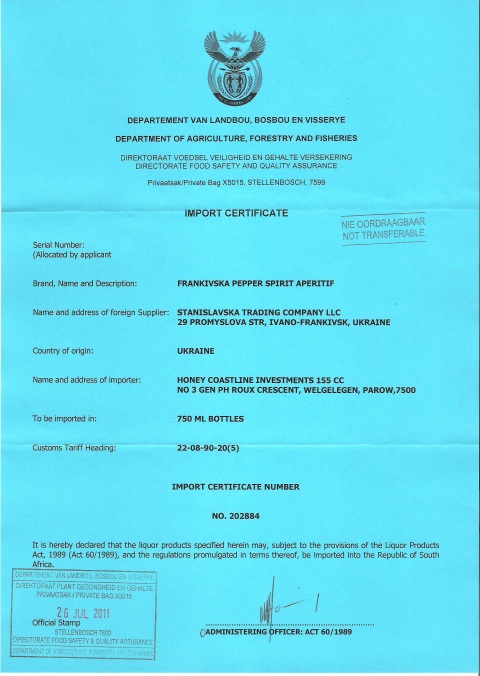 DEPARTEMENT VAN LANDBOU, BOSBOU EN VISSERYE
DEPARTMENT OF AGRICULTURE, FORESTRY AND FISHERIES
DIREKTORAAT VOEDSEL VEILIGHEID EN GEHALTE VERSEKERING
DIRECTORATE FOOD SAFETY AND QUALITY ASSURANCE
Privaatsak/Private Bag X5015, STELLENBOSCH, 7599
IMPORT CERTIFICATE
NIE OORDRAAGBAAR
NOT TRANSFERABLE
Serial Number:
(Allocated by applicant
Brand, Name and Description: FRANKIVSKA PEPPER SPIRIT APERITIF
Name and address of foreign Supplier: STANISLAVSKA TRADING COMPANY LLC
29 PROMYSLOVA STR, IVANO-FRANKIVSK, UKRAINE
Country of origin: UKRAINE
Name and address of importer: HONEY COASTLINE INVESTMENTS 155 CC
NO 3 GEN PH ROUX CRESCENT, WELGELEGEN, PAROW,7500
To be imported in: 750 ML BOTTLES
Customs Tariff Heading: 22-08-90-20(5)
IMPORT CERTIFICATE NUMBER
NO. 202884
It is hereby declared that the liquor products specified herein may, subject to the provisions of the Liquor Products
Act, 1989 (Act 60/1989), and the regulations promulgated in terms thereof, be imported into the Republic of South
Africa.
DEPARTEMENT VAN LANDBOU, BOSBOU EN VISSERYE
DIREKTORAAT PLANT GESONDHEID EN GEHALTE
PRIVAATSAK / PRIVATE BAG X5015
26 JUL 2011
Official Stamp
STELLENBOSCH 7600
DIRECTORATE FOOD SAFETY & QUALITY ASSURANCE
DEPARTMENT OF AGRICULTURE, FORESTRY AND FISHERIES
ADMINISTERING OFFICER: ACT 60/1989